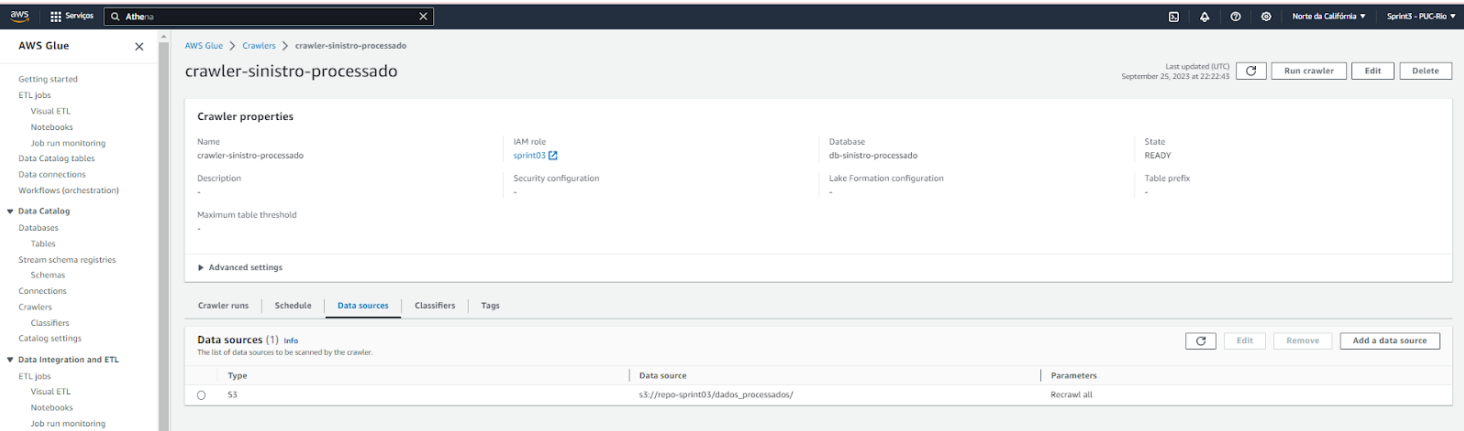 aws Serviços Athena Norte da Califórnia Sprint3 - PUC-Rio
AWS Glue
Getting started
ETL jobs
Visual ETL
Notebooks
Job run monitoring
Data Catalog tables
Data connections
Workflows (orchestration)
Data Catalog
Databases
Tables
Stream schema registries
Schemas
Connections
Crawlers
Classifiers
Catalog settings
Data Integration and ETL
ETL jobs
Visual ETL
Notebooks
Job run monitoring
AWS Glue > Crawlers > crawler-sinistro-processado
crawler-sinistro-processado
Last updated (UTC)
September 25, 2023 at 22:22:43
Run crawler Edit Delete
Crawler properties
Name IAM role Database State
crawler-sinistro-processado sprint03 db-sinistro-processado READY
Description Security configuration Lake Formation configuration Table prefix
- - - -
Maximum table threshold
-
Advanced settings
Crawler runs Schedule Data sources Classifiers Tags
Data sources (1) Info
The list of data sources to be scanned by the crawler.
Edit Remove Add a data source
Type Data source Parameters
S3 s3://repo-sprint03/dados_processados/ Recrawl all